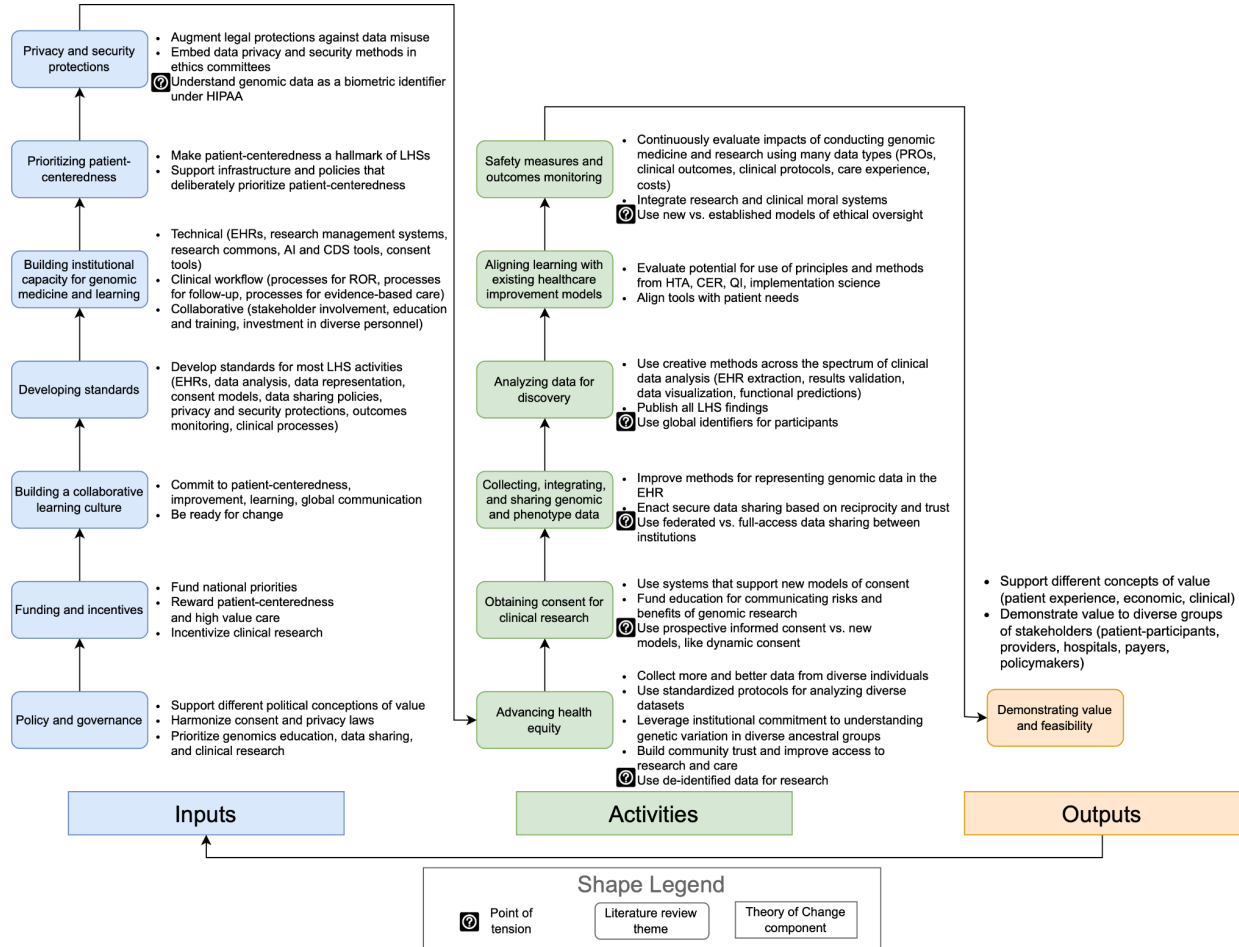 Privacy and security
protections
• Augment legal protections against data misuse
• Embed data privacy and security methods in
ethics committees
Understand genomic data as a biometric identifier
under HIPAA
Prioritizing patient-
centeredness
• Make patient-centeredness a hallmark of LHSs
• Support infrastructure and policies that
deliberately prioritize patient-centeredness
Building institutional
capacity for genomic
medicine and learning
• Technical (EHRs, research management systems,
research commons, AI and CDS tools, consent
tools)
• Clinical workflow (processes for ROR, processes
for follow-up, processes for evidence-based care)
• Collaborative (stakeholder involvement, education
and training, investment in diverse personnel)
Developing standards
• Develop standards for most LHS activities
(EHRs, data analysis, data representation,
consent models, data sharing policies,
privacy and security protections, outcomes
monitoring, clinical processes)
Building a collaborative
learning culture
• Commit to patient-centeredness,
improvement, learning, global communication
• Be ready for change
Funding and incentives
• Fund national priorities
• Reward patient-centeredness
and high value care
• Incentivize clinical research
Policy and governance
• Support different political conceptions of value
• Harmonize consent and privacy laws
• Prioritize genomics education, data sharing,
and clinical research
Safety measures and
outcomes monitoring
• Continuously evaluate impacts of conducting genomic
medicine and research using many data types (PROs,
clinical outcomes, clinical protocols, care experience,
costs)
• Integrate research and clinical moral systems
Use new vs. established models of ethical oversight
Aligning learning with
existing healthcare
improvement models
• Evaluate potential for use of principles and methods
from HTA, CER, QI, implementation science
• Align tools with patient needs
Analyzing data for
discovery
• Use creative methods across the spectrum of clinical
data analysis (EHR extraction, results validation,
data visualization, functional predictions)
• Publish all LHS findings
Use global identifiers for participants
Collecting, integrating,
and sharing genomic
and phenotype data
• Improve methods for representing genomic data in the
EHR
• Enact secure data sharing based on reciprocity and trust
Use federated vs. full-access data sharing between
institutions
Obtaining consent for
clinical research
• Use systems that support new models of consent
• Fund education for communicating risks and
benefits of genomic research
Use prospective informed consent vs. new
models, like dynamic consent
Advancing health
equity
• Collect more and better data from diverse individuals
• Use standardized protocols for analyzing diverse
datasets
• Leverage institutional commitment to understanding
genetic variation in diverse ancestral groups
• Build community trust and improve access to
research and care
Use de-identified data for research
• Support different concepts of value
(patient experience, economic, clinical)
• Demonstrate value to diverse groups
of stakeholders (patient-participants,
providers, hospitals, payers,
policymakers)
Demonstrating value
and feasibility
Inputs
Activities
Outputs
Shape Legend
Point of
tension
Literature review
theme
Theory of Change
component